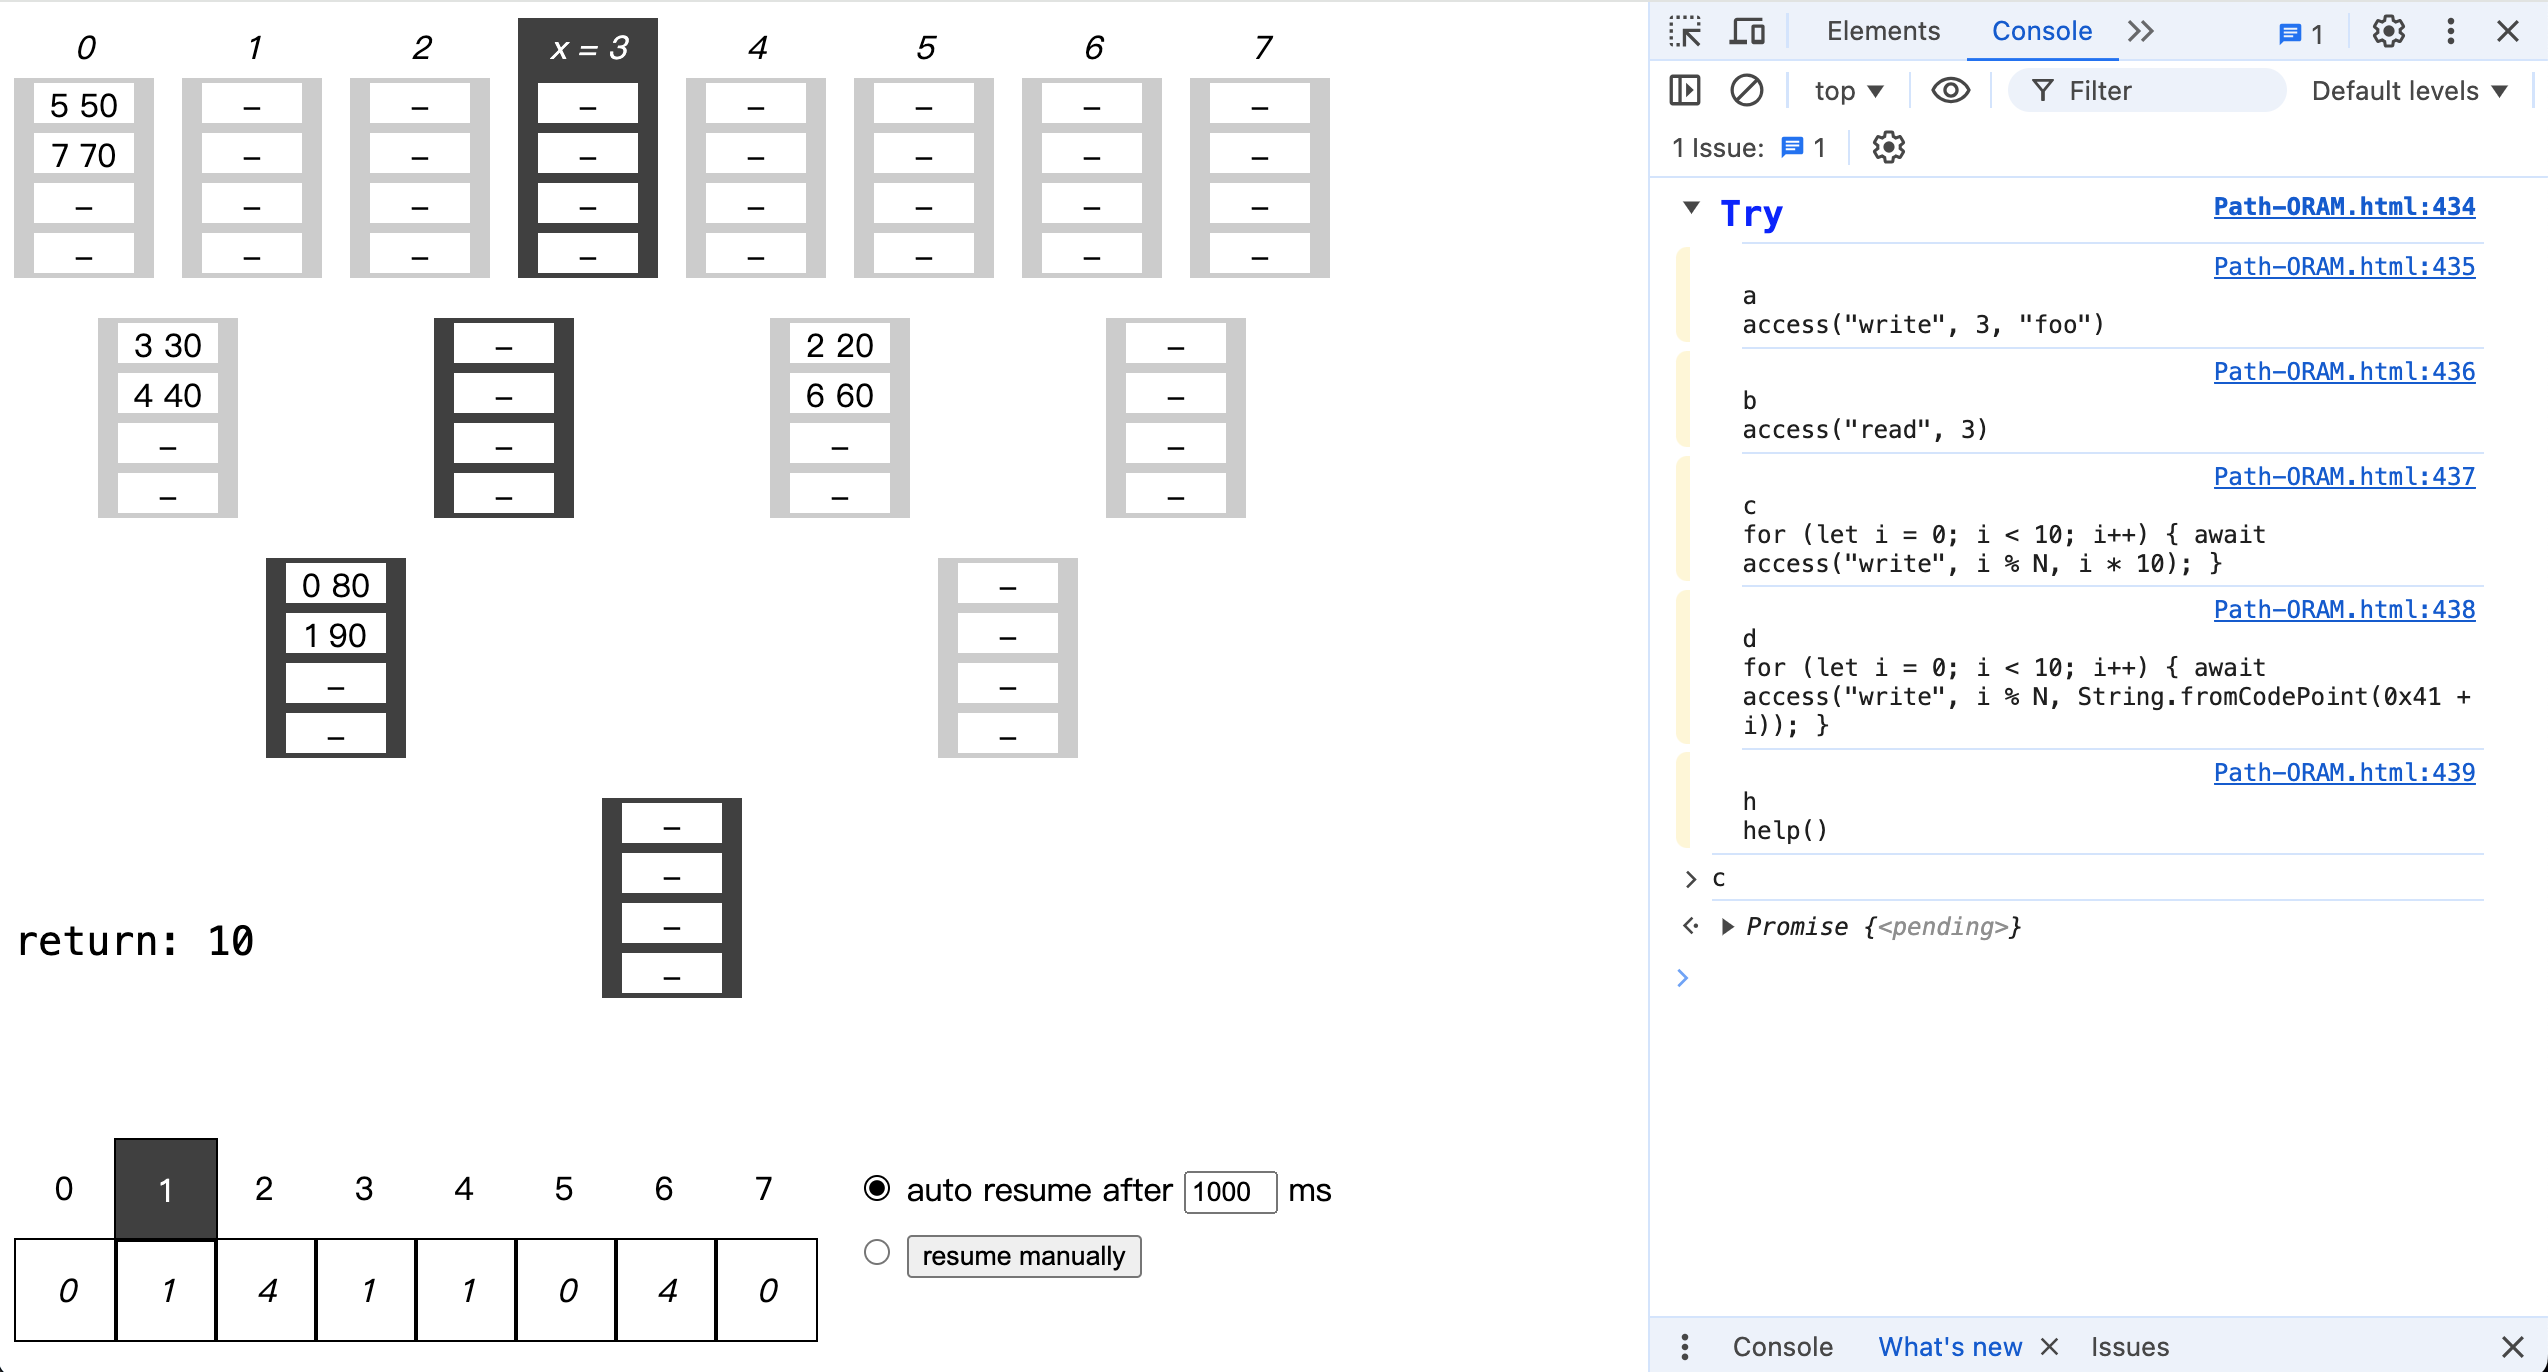 0 1 2 x = 3 4 5 6 7
5 50 – – – – – – –
7 70 – – – – – – –
– – – – – – – –
– – – – – – – –
3 30 – 2 20 –
4 40 – 6 60 –
– – – –
– – – –
0 80 –
1 90 –
– –
– –
–
–
–
–
return: 10
0 1 2 3 4 5 6 7
0 1 4 1 1 0 4 0
auto resume after 1000 ms
resume manually
Elements Console 1
top Filter Default levels
1 Issue: 1
Try Path-ORAM.html:434
Path-ORAM.html:435
a
access("write", 3, "foo")
Path-ORAM.html:436
b
access("read", 3)
Path-ORAM.html:437
c
for (let i = 0; i < 10; i++) { await
access("write", i % N, i * 10); }
Path-ORAM.html:438
d
for (let i = 0; i < 10; i++) { await
access("write", i % N, String.fromCodePoint(0x41 +
i)); }
Path-ORAM.html:439
h
help()
c
Promise {<pending>}
Console What's new Issues